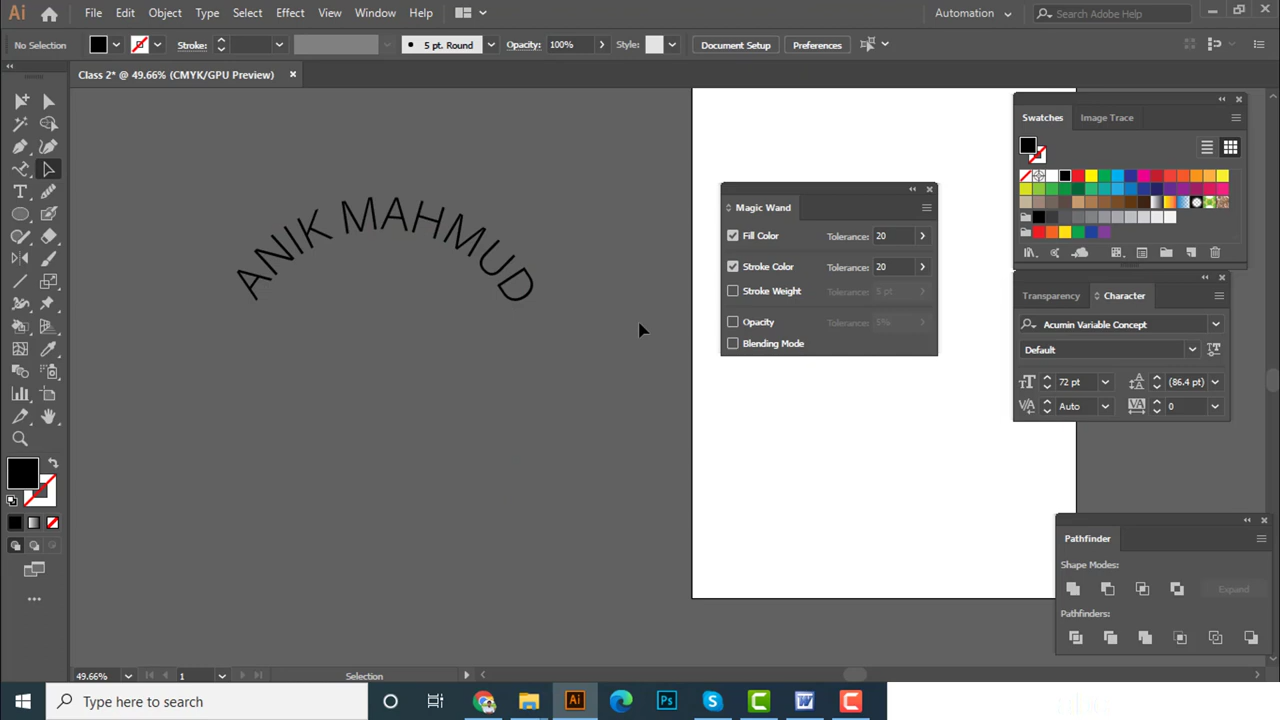 Ai File Edit Object Type Select Effect View Window Help Automation Search Adobe Help
No Selection Stroke: 5 pt. Round Opacity: 100% Style: Document Setup Preferences
Class 2* @ 49.66% (CMYK/GPU Preview)
Swatches Image Trace
ANIK MAHMUD
Magic Wand
Fill Color Tolerance: 20
Stroke Color Tolerance: 20
Stroke Weight Tolerance: 5 pt
Opacity Tolerance: 5%
Blending Mode
Transparency Character
Acumin Variable Concept
Default
72 pt (86.4 pt)
Auto 0
Pathfinder
Shape Modes:
Expand
Pathfinders:
49.66% 1 Selection
Type here to search